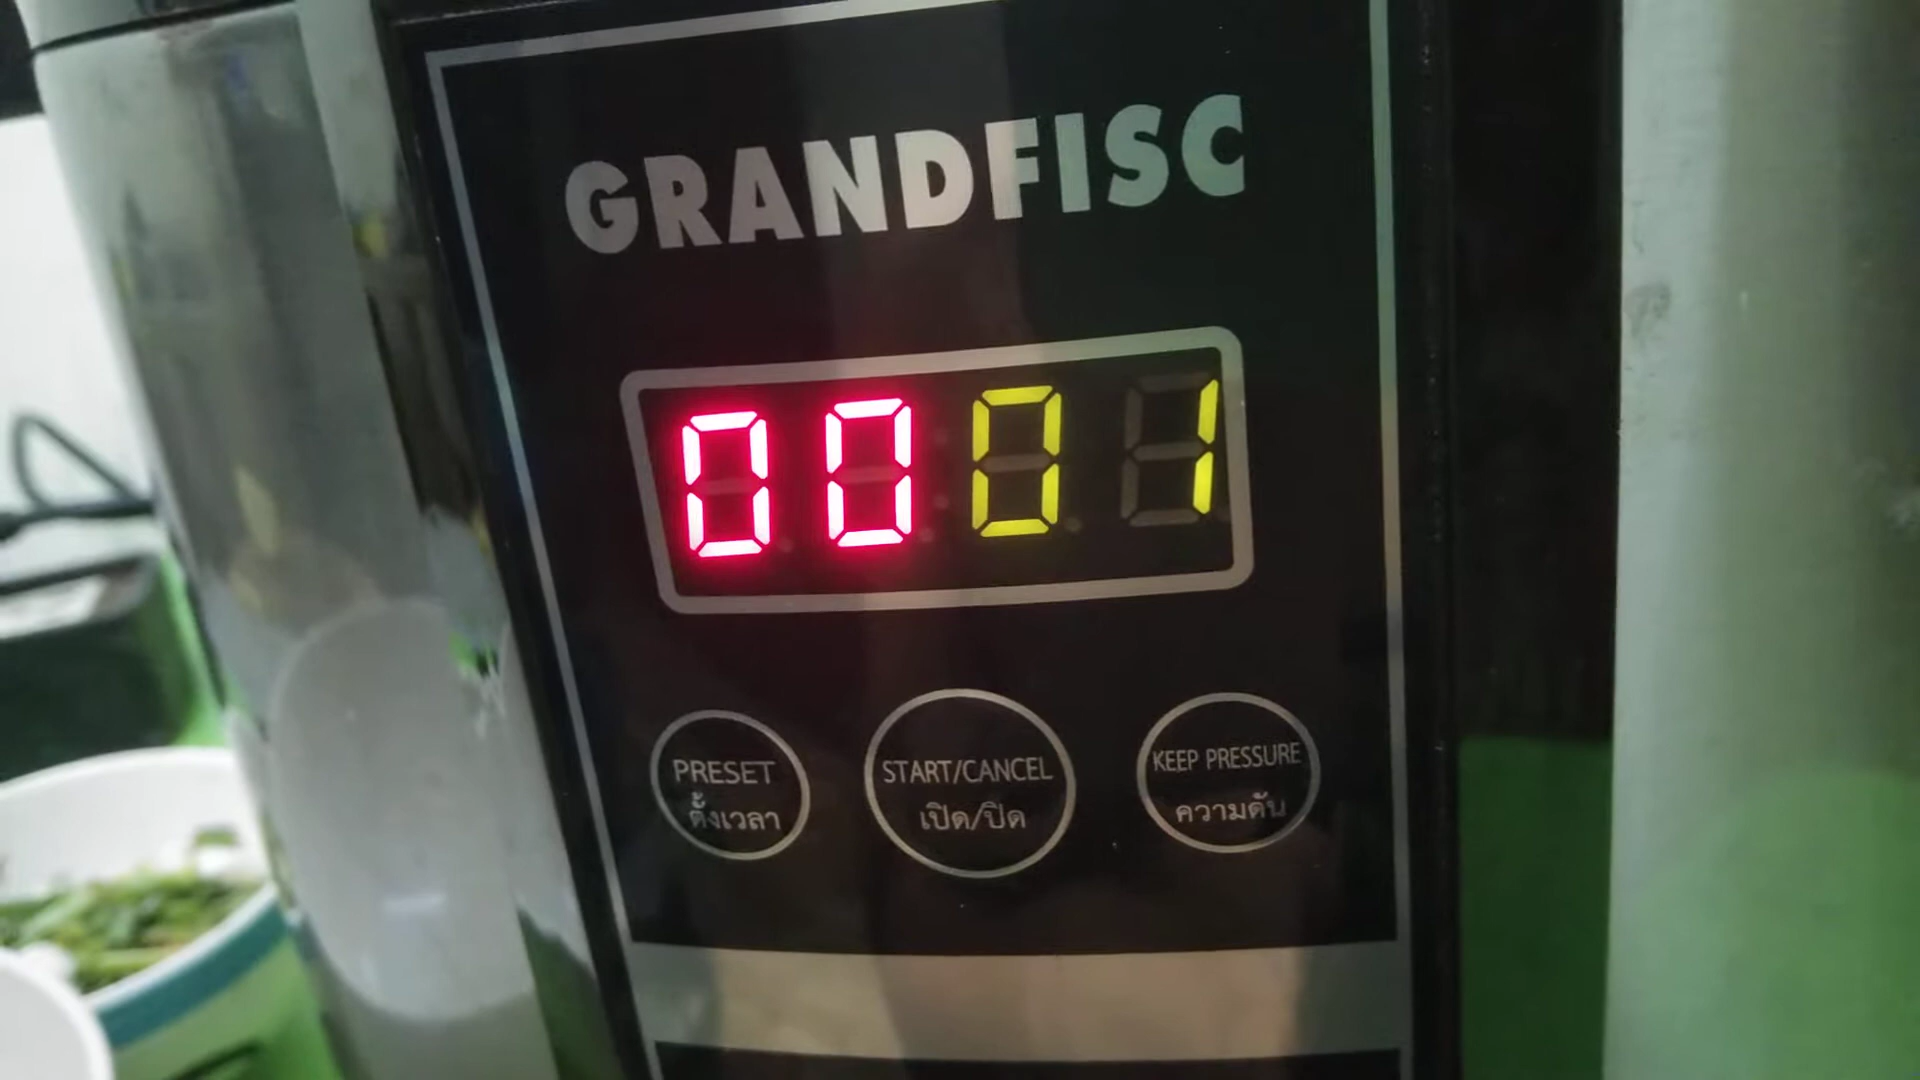 GRANDFISC
0001
PRESET
ตั้งเวลา
START/CANCEL
เปิด/ปิด
KEEP PRESSURE
ความดัน